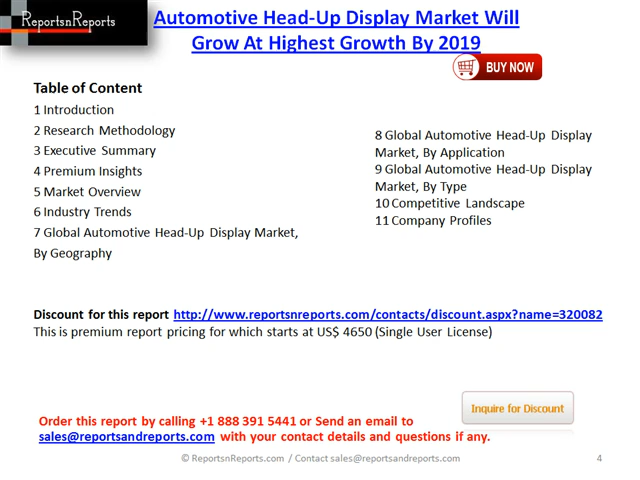 ReportsnReports
Automotive Head-Up Display Market Will
Grow At Highest Growth By 2019
BUY NOW
Table of Content
1 Introduction
2 Research Methodology
3 Executive Summary
4 Premium Insights
5 Market Overview
6 Industry Trends
7 Global Automotive Head-Up Display Market,
By Geography
8 Global Automotive Head-Up Display
Market, By Application
9 Global Automotive Head-Up Display
Market, By Type
10 Competitive Landscape
11 Company Profiles
Discount for this report http://www.reportsnreports.com/contacts/discount.aspx?name=320082
This is premium report pricing for which starts at US$ 4650 (Single User License)
Inquire for Discount
Order this report by calling +1 888 391 5441 or Send an email to
sales@reportsandreports.com with your contact details and questions if any.
© ReportsnReports.com / Contact sales@reportsandreports.com
4